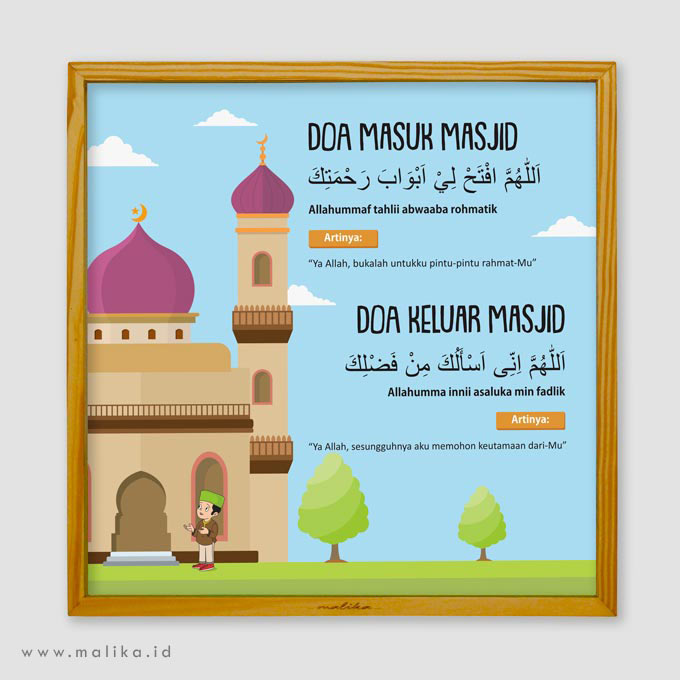 DOA MASUK MASJID
اَللّٰهُمَّ افْتَحْ لِيْ اَبْوَابَ رَحْمَتِكَ
Allahummaf tahlii abwaaba rohmatik
Artinya:
“Ya Allah, bukalah untukku pintu-pintu rahmat-Mu”
DOA KELUAR MASJID
اَللّٰهُمَّ اِنِّى اَسْأَلُكَ مِنْ فَضْلِكَ
Allahumma innii asaluka min fadlik
Artinya:
“Ya Allah, sesungguhnya aku memohon keutamaan dari-Mu”
malika
www.malika.id